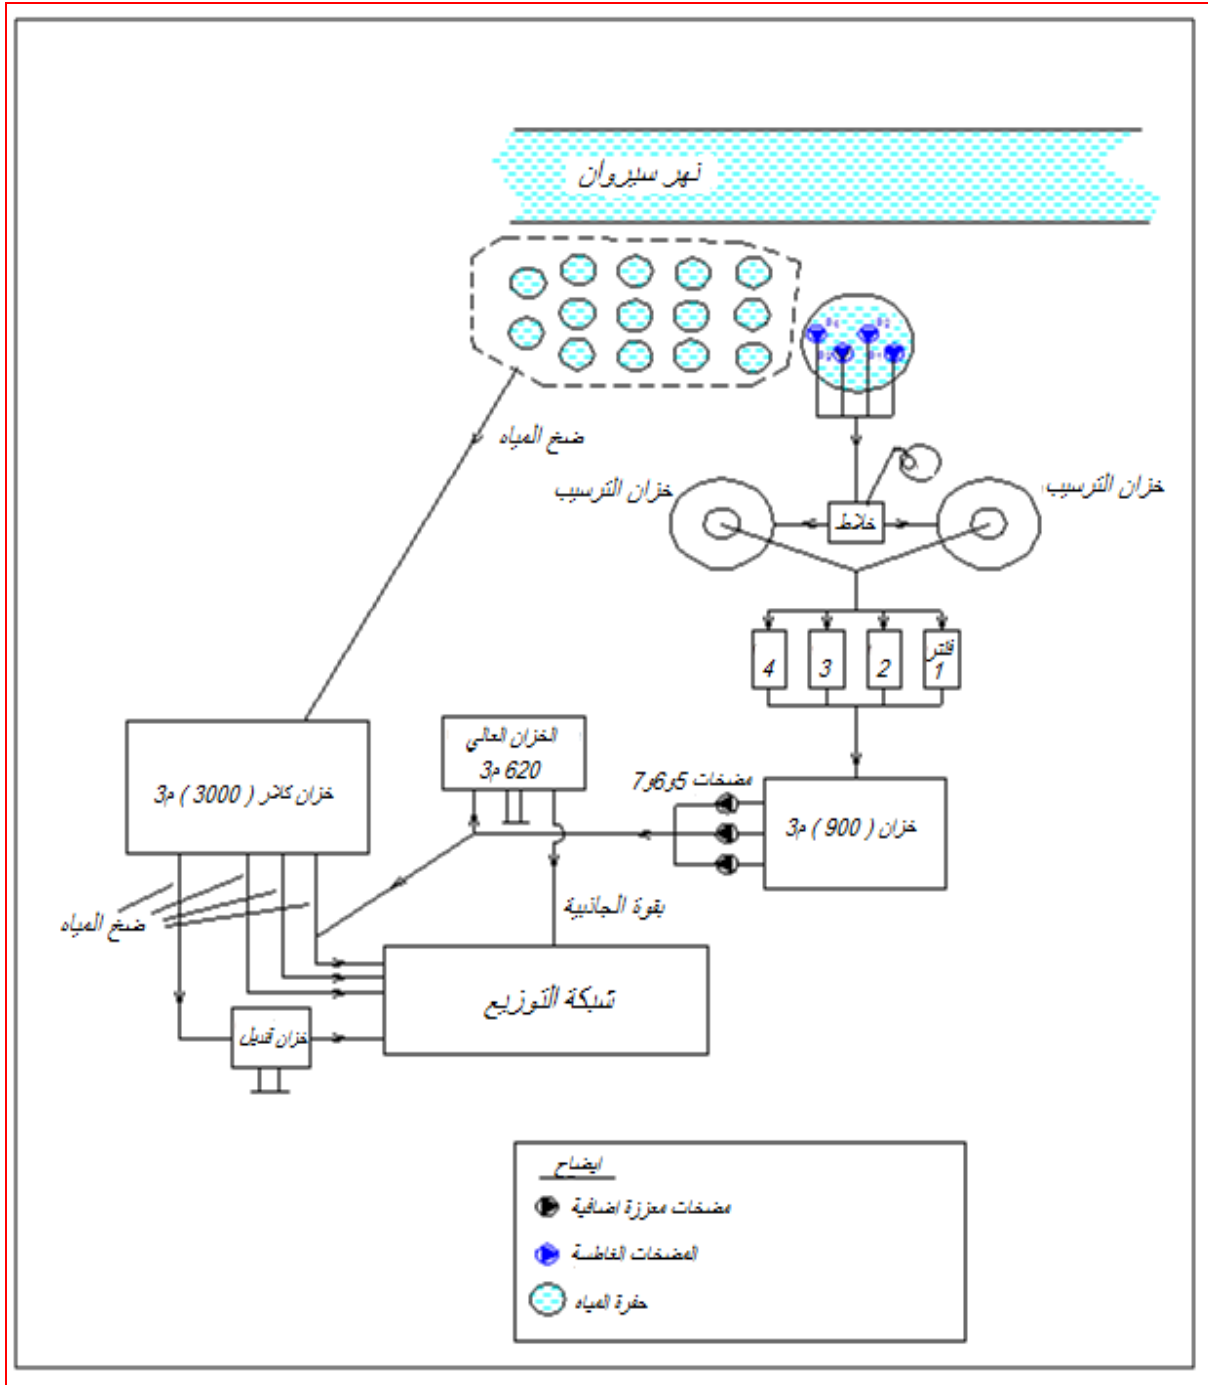 نهر سيروان
ضخ المياه
خزان الترسيب
خزان الترسيب
خلاط
فلتر
1
2
3
4
الخزان العالي
620 م3
مضخات 5و6و7
خزان كلار ( 3000 ) م3
خزان ( 900 ) م3
بقوة الجاذبية
ضخ المياه
شبكة التوزيع
خزان قنديل
ايضاح
مضخات معززة اضافية
المضخات الغاطسة
حفرة المياه